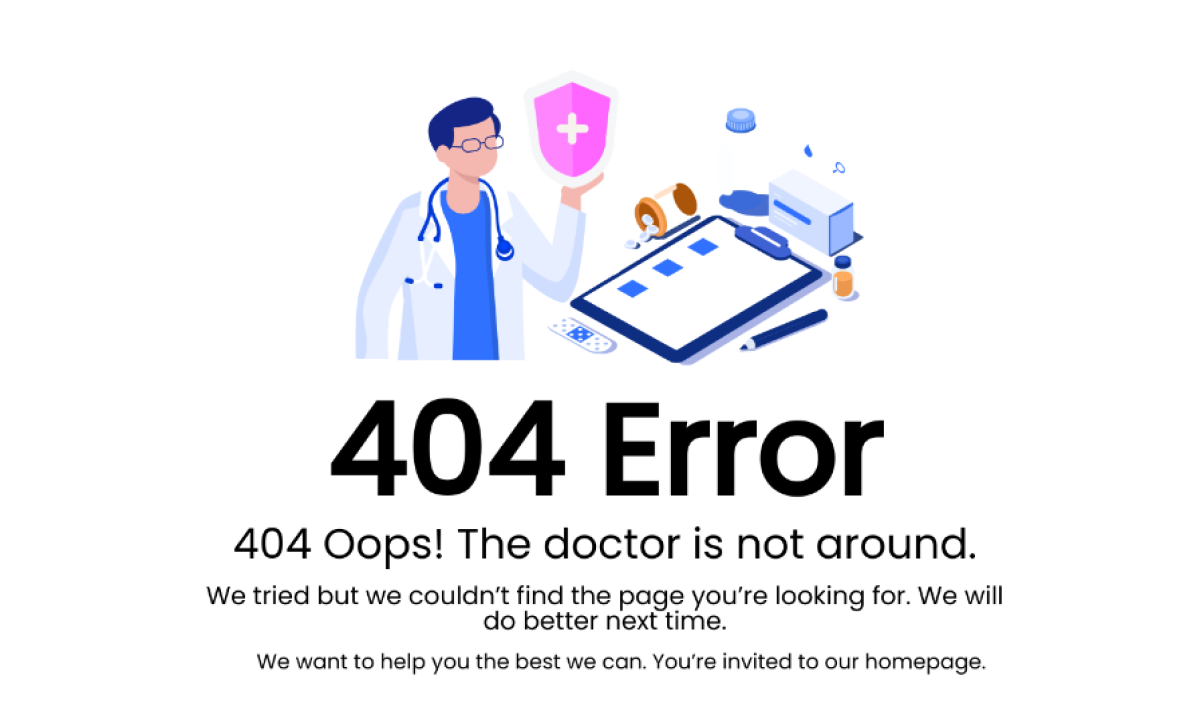 404 Error
404 Oops! The doctor is not around.
We tried but we couldn’t find the page you’re looking for. We will
do better next time.
We want to help you the best we can. You’re invited to our homepage.